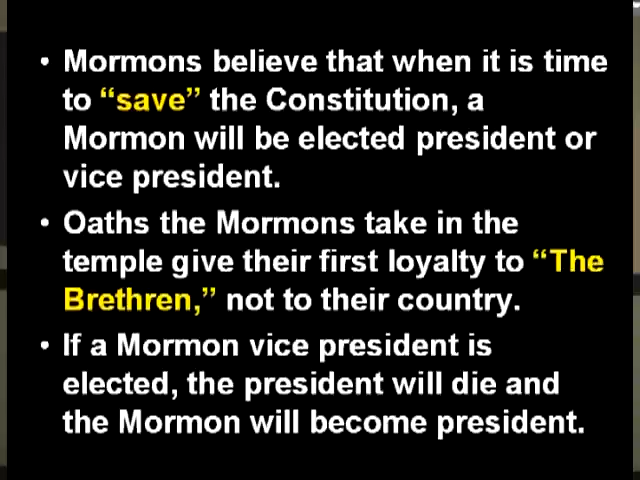 • Mormons believe that when it is time
to “save” the Constitution, a
Mormon will be elected president or
vice president.
• Oaths the Mormons take in the
temple give their first loyalty to “The
Brethren,” not to their country.
• If a Mormon vice president is
elected, the president will die and
the Mormon will become president.